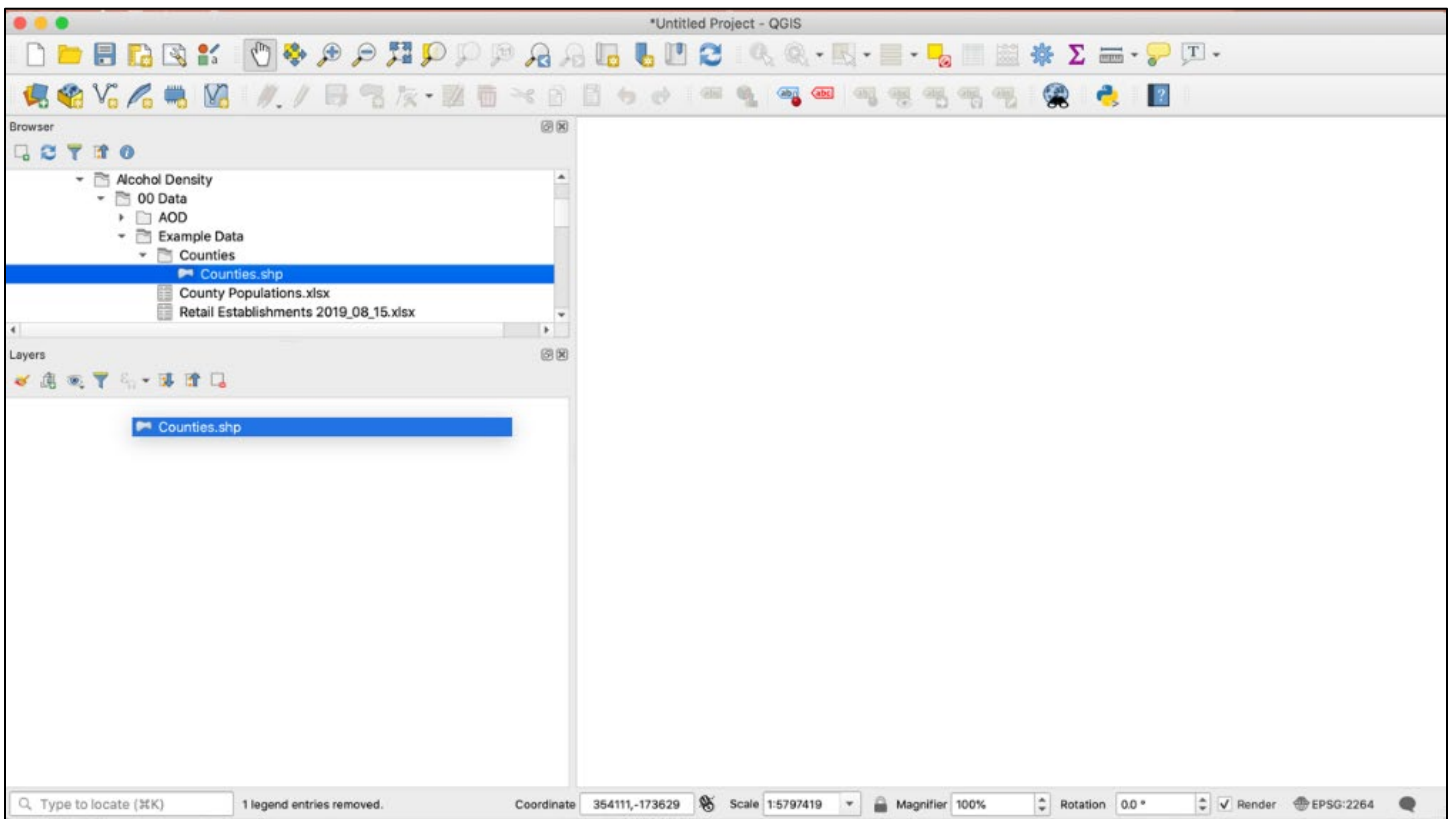 *Untitled Project - QGIS
Browser
Alcohol Density
00 Data
AOD
Example Data
Counties
Counties.shp
County Populations.xlsx
Retail Establishments 2019_08_15.xlsx
Layers
Counties.shp
Type to locate (⌘K) 1 legend entries removed. Coordinate 354111,-173629 Scale 1:5797419 Magnifier 100% Rotation 0.0 ° Render EPSG:2264